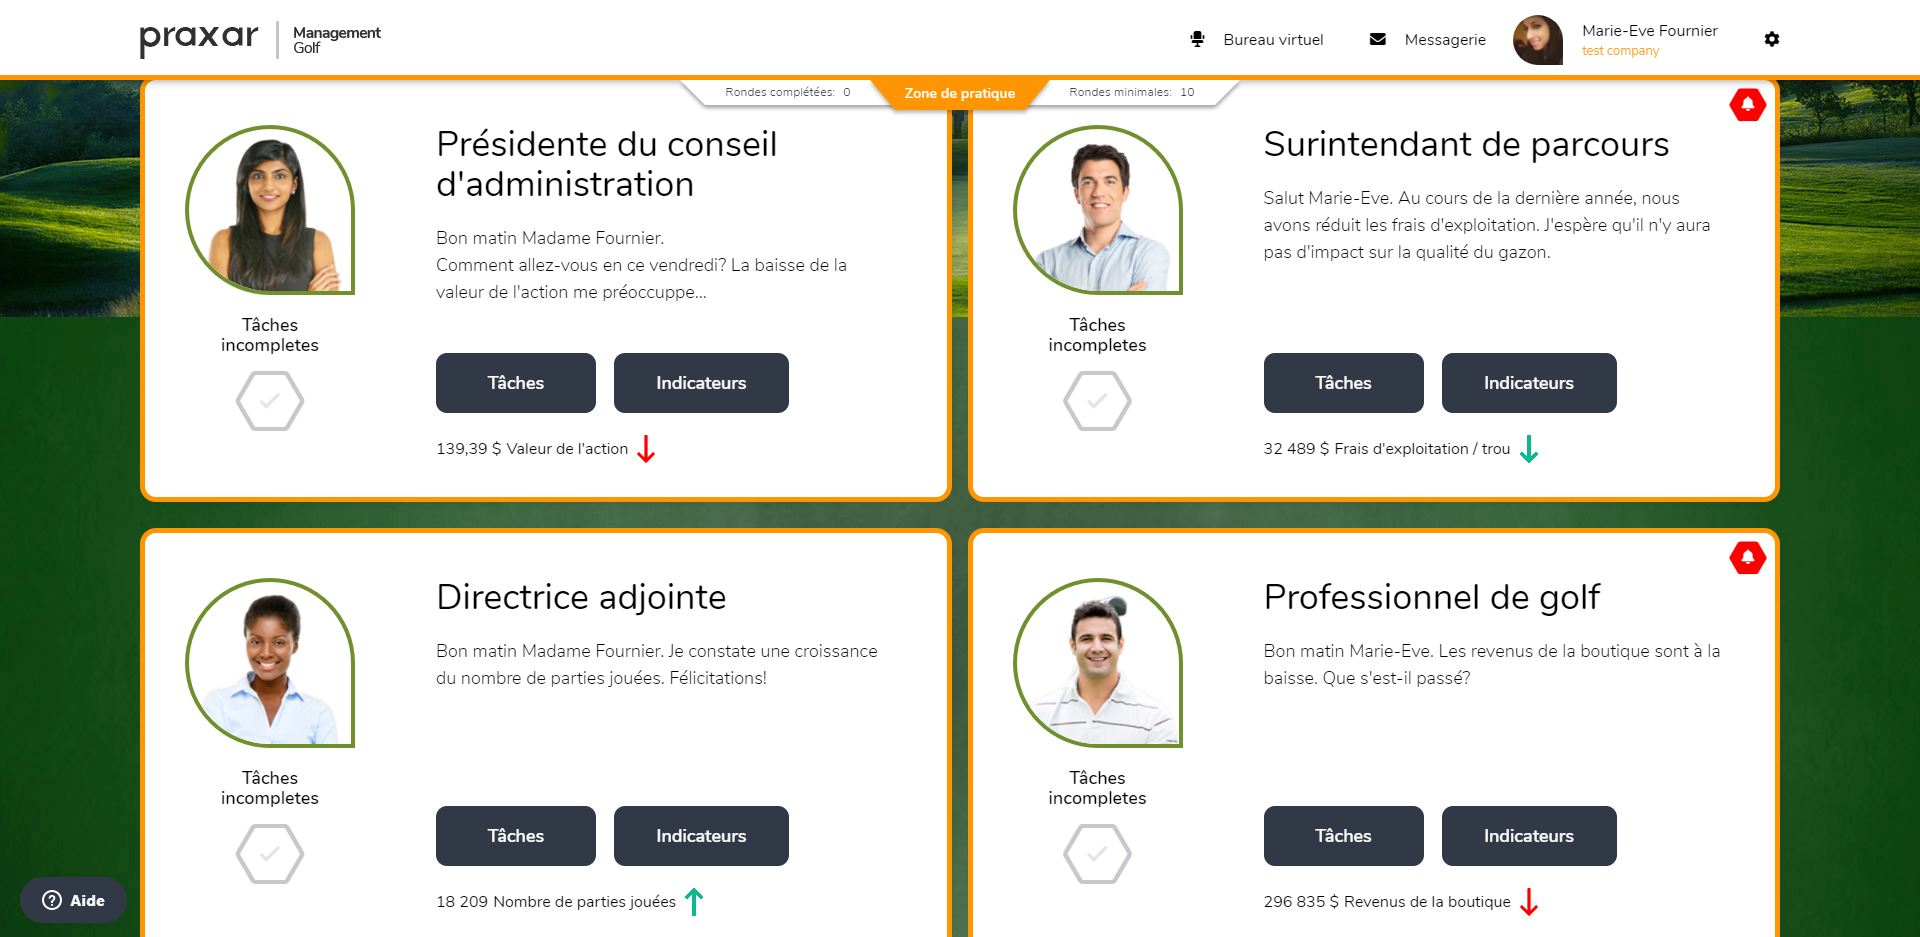 praxar
Management
Golf
Bureau virtuel
Messagerie
Marie-Eve Fournier
test company
Rondes complétées: 0
Zone de pratique
Rondes minimales: 10
Présidente du conseil
d'administration
Bon matin Madame Fournier.
Comment allez-vous en ce vendredi? La baisse de la
valeur de l'action me préoccuppe...
Tâches
incompletes
Tâches
Indicateurs
139,39 $ Valeur de l'action
Surintendant de parcours
Salut Marie-Eve. Au cours de la dernière année, nous
avons réduit les frais d'exploitation. J'espère qu'il n'y aura
pas d'impact sur la qualité du gazon.
Tâches
incompletes
Tâches
Indicateurs
32 489 $ Frais d'exploitation / trou
Directrice adjointe
Bon matin Madame Fournier. Je constate une croissance
du nombre de parties jouées. Félicitations!
Tâches
incompletes
Tâches
Indicateurs
18 209 Nombre de parties jouées
Professionnel de golf
Bon matin Marie-Eve. Les revenus de la boutique sont à la
baisse. Que s'est-il passé?
Tâches
incompletes
Tâches
Indicateurs
296 835 $ Revenus de la boutique
Aide